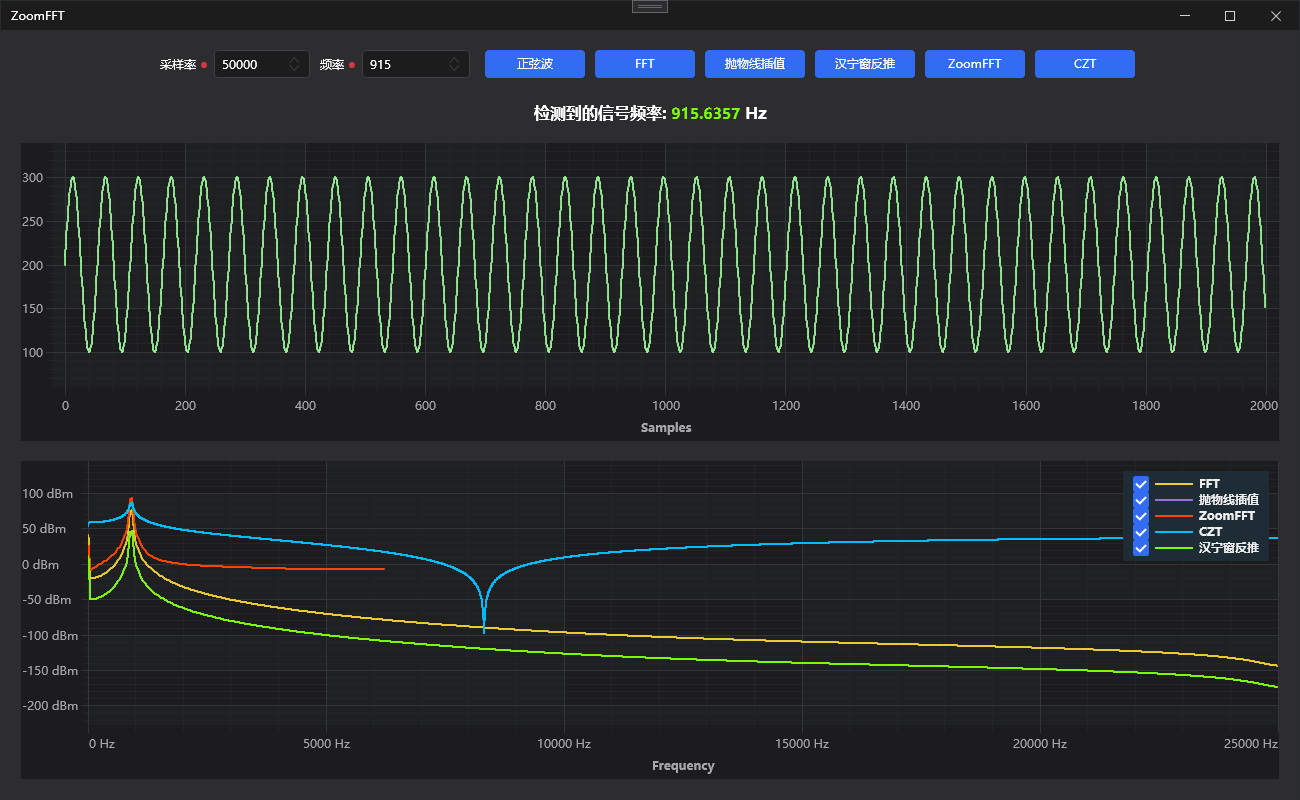 ZoomFFT
采样率 50000 频率 915 正弦波 FFT 抛物线插值 汉宁窗反推 ZoomFFT CZT
检测到的信号频率: 915.6357 Hz
300
250
200
150
100
0 200 400 600 800 1000 1200 1400 1600 1800 2000
Samples
FFT
抛物线插值
ZoomFFT
CZT
汉宁窗反推
100 dBm
50 dBm
0 dBm
-50 dBm
-100 dBm
-150 dBm
-200 dBm
0 Hz 5000 Hz 10000 Hz 15000 Hz 20000 Hz 25000 Hz
Frequency